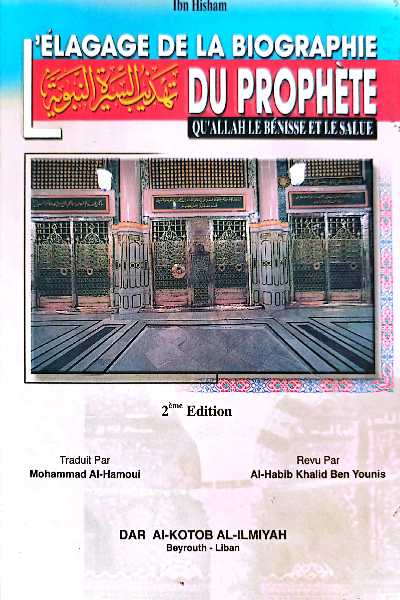 Ibn Hisham
L'ÉLAGAGE DE LA BIOGRAPHIE
تهذيب السيرة النبوية
DU PROPHÈTE
QU'ALLAH LE BÉNISSE ET LE SALUE
2ème Edition
Traduit Par
Mohammad Al-Hamoui
Revu Par
Al-Habib Khalid Ben Younis
DAR Al-KOTOB AL-ILMIYAH
Beyrouth - Liban